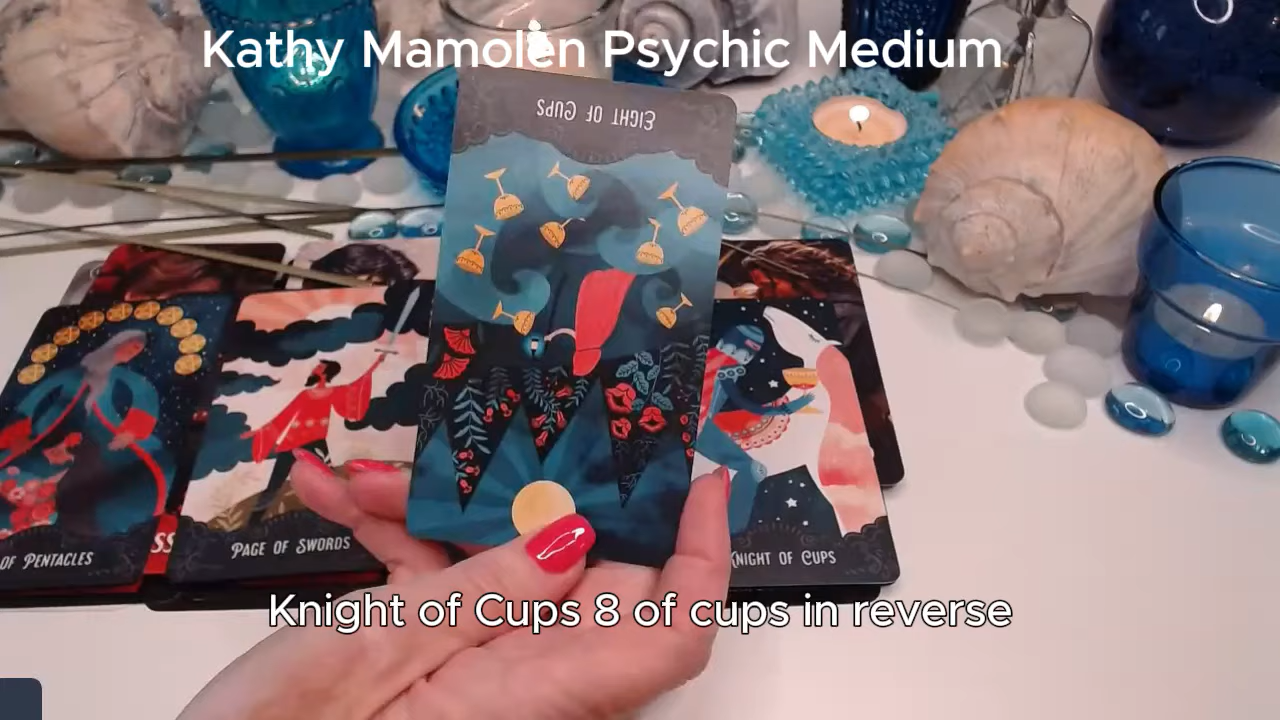 Kathy Mamolen Psychic Medium
EIGHT OF CUPS
OF PENTACLES
SS
PAGE OF SWORDS
KNIGHT OF CUPS
Knight of Cups 8 of cups in reverse